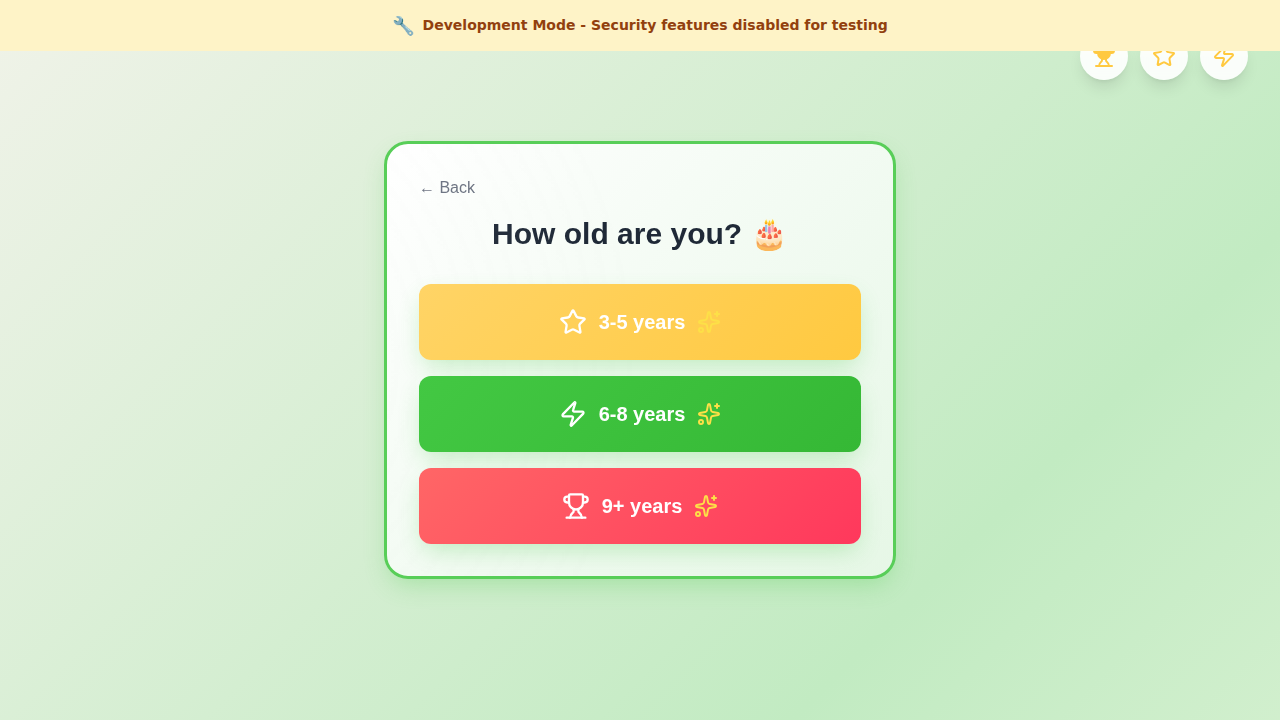 Development Mode - Security features disabled for testing
← Back
How old are you?
3-5 years
6-8 years
9+ years